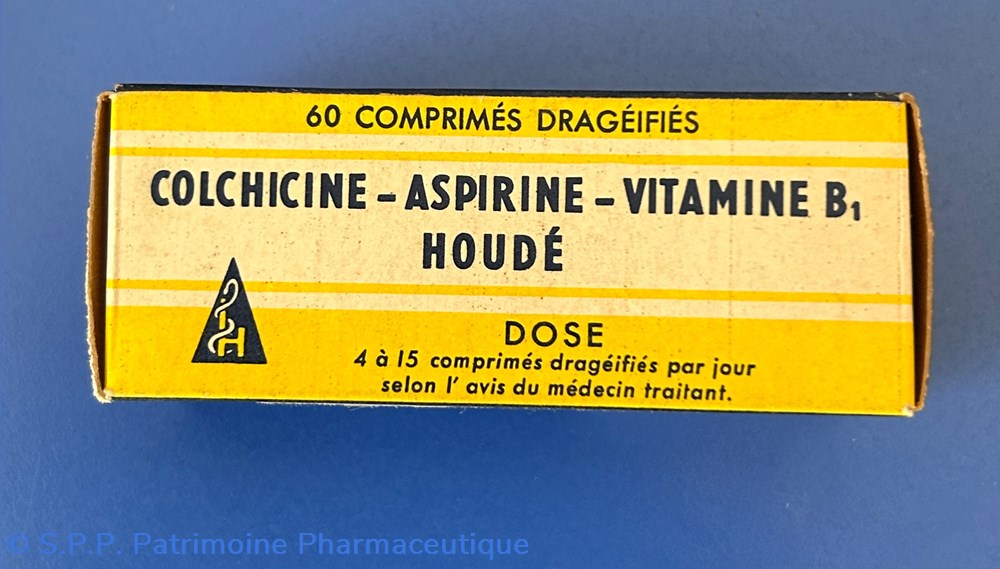 60 COMPRIMÉS DRAGÉIFIÉS
COLCHICINE – ASPIRINE – VITAMINE B₁
HOUDÉ
LH
DOSE
4 à 15 comprimés dragéifiés par jour
selon l' avis du médecin traitant.
© S.P.P. Patrimoine Pharmaceutique